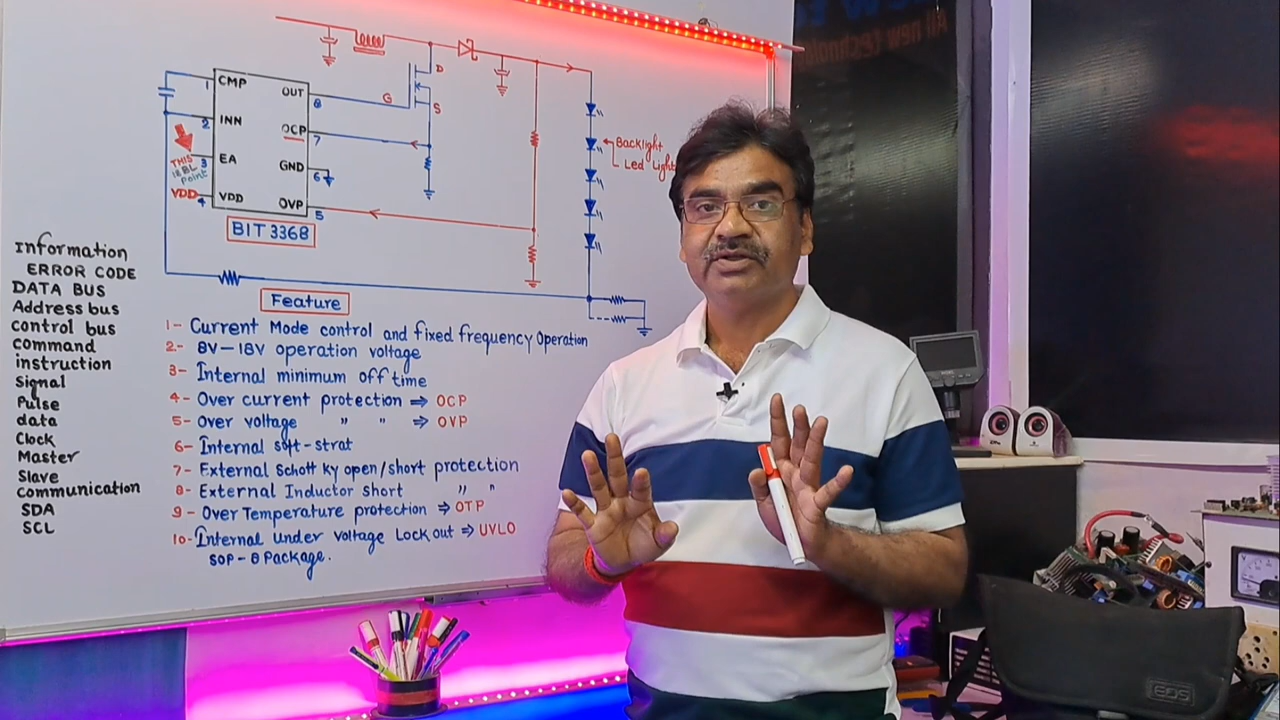 CMP
OUT
8
G
D
S
1
INN
2
OCP
7
EA
3
THIS
is BL
Point
GND
6
VDD
4
VDD
OVP
5
BIT 3368
Backlight
Led Light
Information
ERROR CODE
DATA BUS
Address bus
control bus
command
instruction
Signal
Pulse
data
Clock
Master
Slave
Communication
SDA
SCL
Feature
1- Current Mode control and fixed frequency Operation
2- 8V-18V operation voltage
3- Internal minimum off time
4- Over current protection ⇒ OCP
5- Over voltage " " ⇒ OVP
6- Internal soft-strat
7- External Schott ky open/short protection
8- External Inductor short " "
9- Over Temperature protection ⇒ OTP
10- Internal under voltage Lock out ⇒ UVLO
SOP-8 Package.
All new technolo
EOS